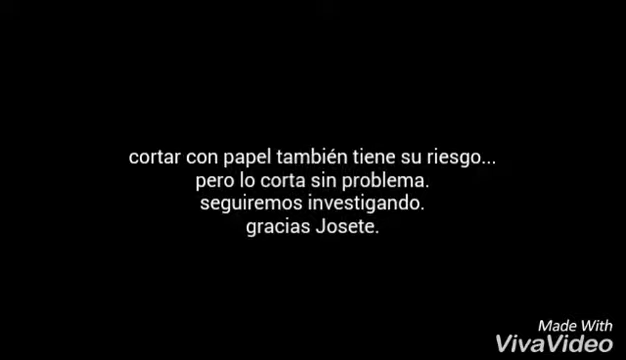 cortar con papel también tiene su riesgo...
pero lo corta sin problema.
seguiremos investigando.
gracias Josete.
Made With
VivaVideo